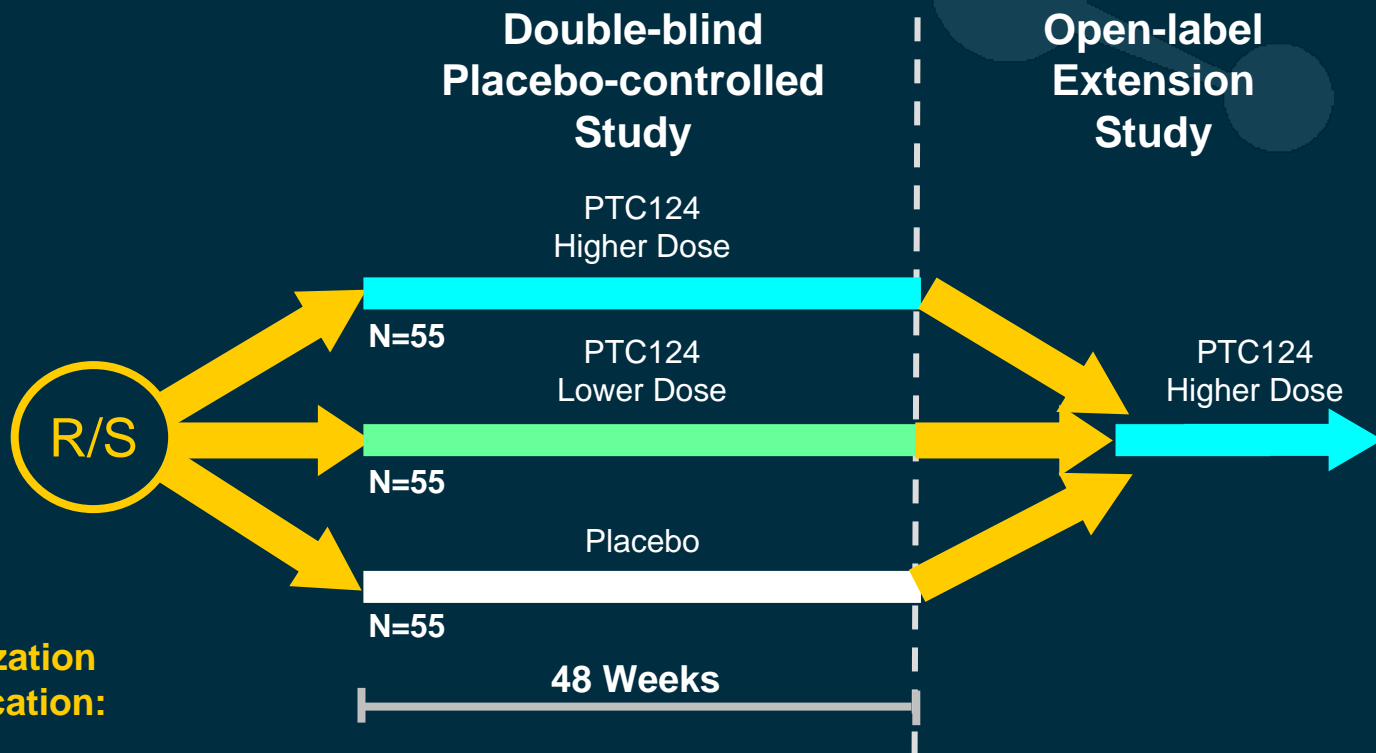 Double-blind
Placebo-controlled
Study
Open-label
Extension
Study
PTC124
Higher Dose
N=55
PTC124
Lower Dose
PTC124
Higher Dose
R/S
N=55
Placebo
N=55
zation
cation:
48 Weeks